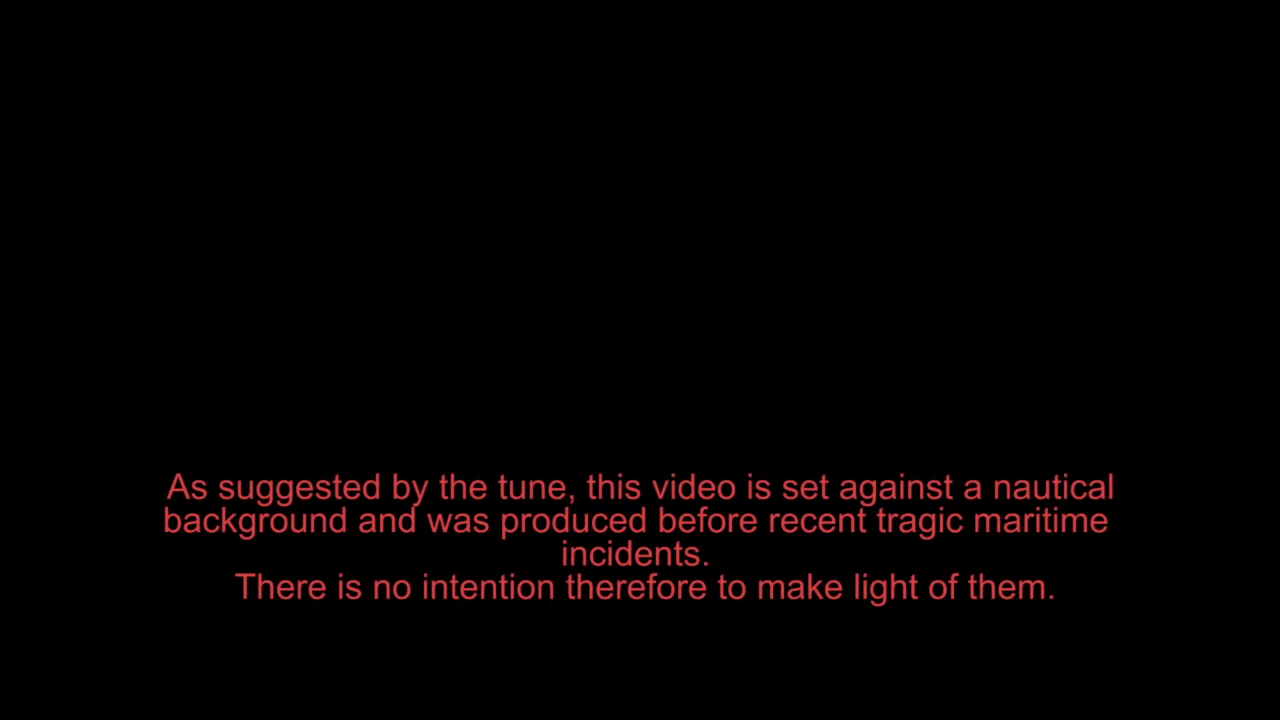 As suggested by the tune, this video is set against a nautical
background and was produced before recent tragic maritime
incidents.
There is no intention therefore to make light of them.